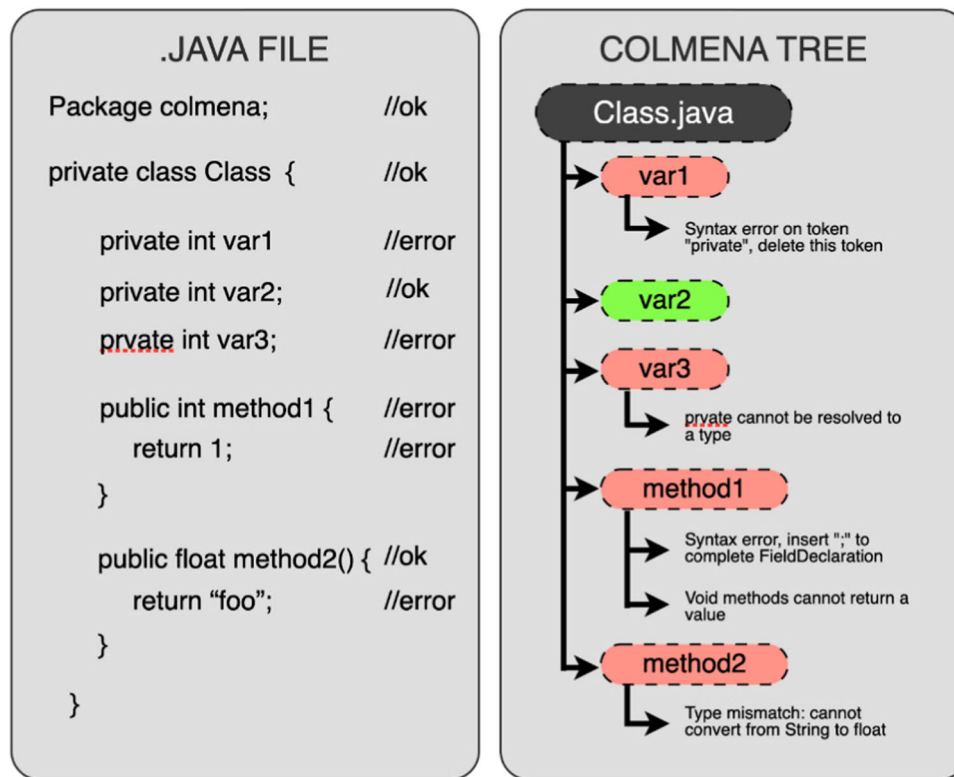 .JAVA FILE
Package colmena; //ok
private class Class { //ok
private int var1 //error
private int var2; //ok
prvate int var3; //error
public int method1 { //error
return 1; //error
}
public float method2() { //ok
return “foo”; //error
}
}
COLMENA TREE
Class.java
var1
Syntax error on token
"private", delete this token
var2
var3
prvate cannot be resolved to
a type
method1
Syntax error, insert ";" to
complete FieldDeclaration
Void methods cannot return a
value
method2
Type mismatch: cannot
convert from String to float